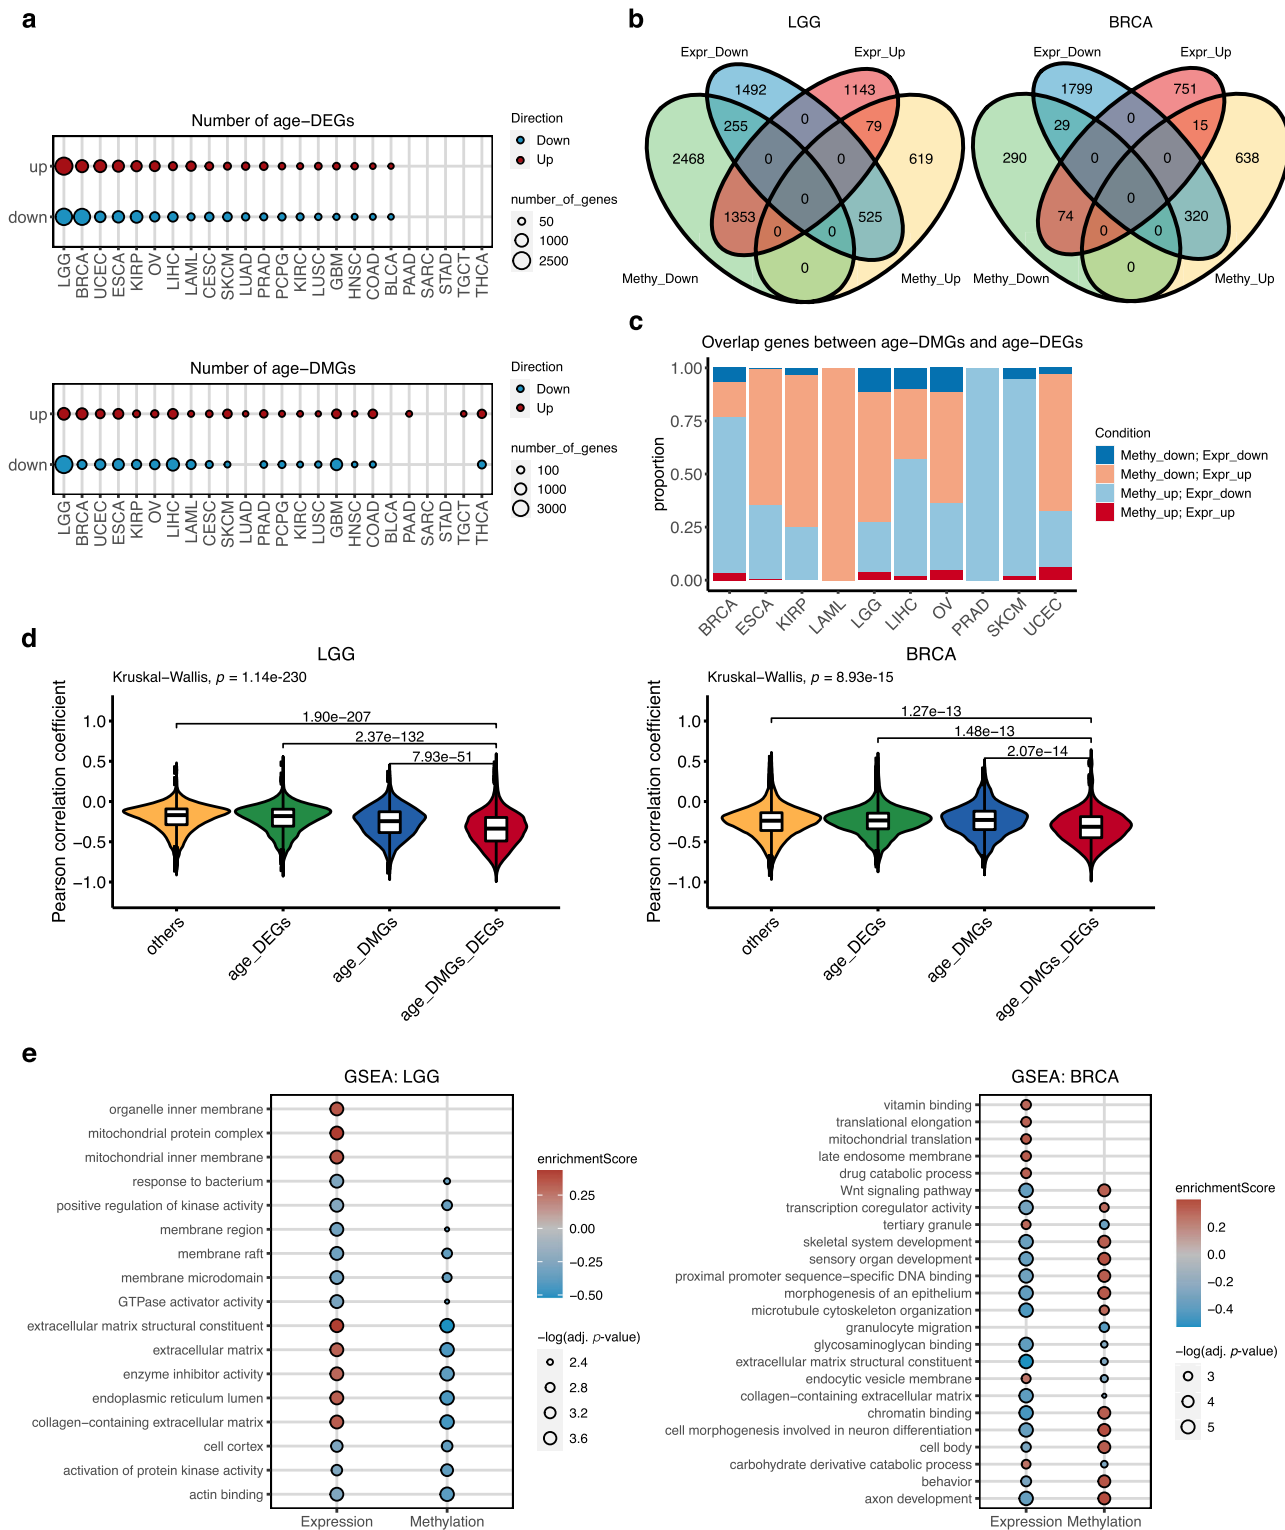 a
Number of age−DEGs
up
down
LGG
BRCA
UCEC
ESCA
KIRP
OV
LIHC
LAML
CESC
SKCM
LUAD
PRAD
PCPG
KIRC
LUSC
GBM
HNSC
COAD
BLCA
PAAD
SARC
STAD
TGCT
THCA
Direction
Down
Up
number_of_genes
50
1000
2500
Number of age−DMGs
up
down
LGG
BRCA
UCEC
ESCA
KIRP
OV
LIHC
LAML
CESC
SKCM
LUAD
PRAD
PCPG
KIRC
LUSC
GBM
HNSC
COAD
BLCA
PAAD
SARC
STAD
TGCT
THCA
Direction
Down
Up
number_of_genes
100
1000
3000
b
LGG
Expr_Down
Expr_Up
1492
1143
0
255
79
2468
0
0
619
0
1353
525
0
0
0
Methy_Down
Methy_Up
BRCA
Expr_Down
Expr_Up
1799
751
0
29
15
290
0
0
638
0
74
320
0
0
0
Methy_Down
Methy_Up
c
Overlap genes between age−DMGs and age−DEGs
proportion
1.00
0.75
0.50
0.25
0.00
BRCA
ESCA
KIRP
LAML
LGG
LIHC
OV
PRAD
SKCM
UCEC
Condition
Methy_down; Expr_down
Methy_down; Expr_up
Methy_up; Expr_down
Methy_up; Expr_up
d
LGG
Kruskal−Wallis, p = 1.14e-230
Pearson correlation coefficient
1.0
0.5
0.0
−0.5
−1.0
1.90e−207
2.37e−132
7.93e−51
others
age_DEGs
age_DMGs
age_DMGs_DEGs
BRCA
Kruskal−Wallis, p = 8.93e-15
Pearson correlation coefficient
1.0
0.5
0.0
−0.5
−1.0
1.27e−13
1.48e−13
2.07e−14
others
age_DEGs
age_DMGs
age_DMGs_DEGs
e
GSEA: LGG
organelle inner membrane
mitochondrial protein complex
mitochondrial inner membrane
response to bacterium
positive regulation of kinase activity
membrane region
membrane raft
membrane microdomain
GTPase activator activity
extracellular matrix structural constituent
extracellular matrix
enzyme inhibitor activity
endoplasmic reticulum lumen
collagen−containing extracellular matrix
cell cortex
activation of protein kinase activity
actin binding
Expression
Methylation
enrichmentScore
0.25
0.00
−0.25
−0.50
−log(adj. p-value)
2.4
2.8
3.2
3.6
GSEA: BRCA
vitamin binding
translational elongation
mitochondrial translation
late endosome membrane
drug catabolic process
Wnt signaling pathway
transcription coregulator activity
tertiary granule
skeletal system development
sensory organ development
proximal promoter sequence−specific DNA binding
morphogenesis of an epithelium
microtubule cytoskeleton organization
granulocyte migration
glycosaminoglycan binding
extracellular matrix structural constituent
endocytic vesicle membrane
collagen−containing extracellular matrix
chromatin binding
cell morphogenesis involved in neuron differentiation
cell body
carbohydrate derivative catabolic process
behavior
axon development
Expression
Methylation
enrichmentScore
0.2
0.0
−0.2
−0.4
−log(adj. p-value)
3
4
5